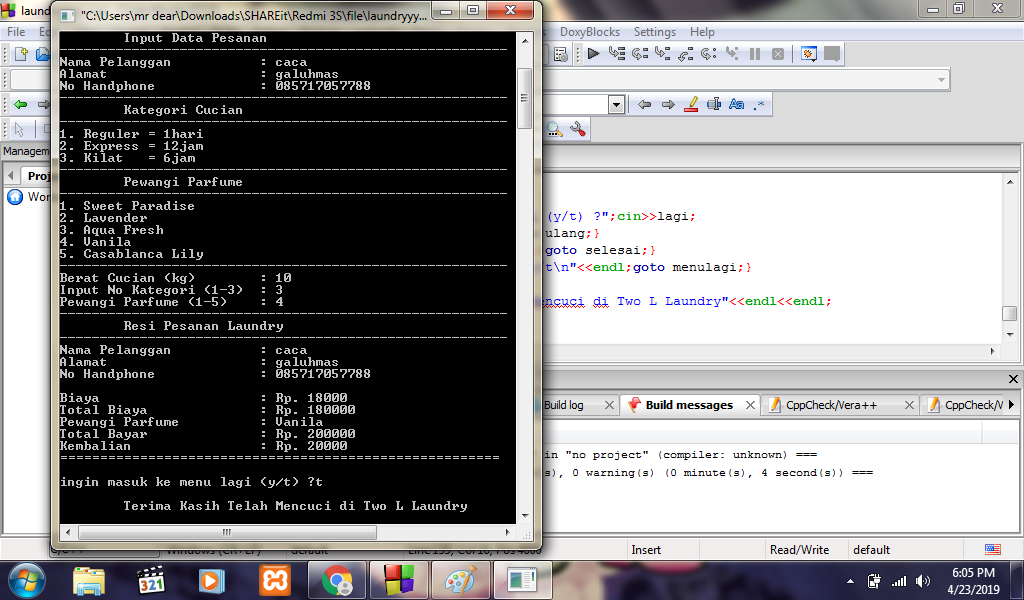 "C:\Users\mr dear\Downloads\SHAREit\Redmi 3S\file\laundryyy...
Input Data Pesanan
Nama Pelanggan : caca
Alamat : galuhmas
No Handphone : 085717057788
Kategori Cucian
1. Reguler = 1hari
2. Express = 12jam
3. Kilat = 6jam
Pewangi Parfume
1. Sweet Paradise
2. Lavender
3. Aqua Fresh
4. Vanila
5. Casablanca Lily
Berat Cucian (kg) : 10
Input No Kategori (1-3) : 3
Pewangi Parfume (1-5) : 4
Resi Pesanan Laundry
Nama Pelanggan : caca
Alamat : galuhmas
No Handphone : 085717057788
Biaya : Rp. 18000
Total Biaya : Rp. 180000
Pewangi Parfume : Vanila
Total Bayar : Rp. 200000
Kembalian : Rp. 20000
ingin masuk ke menu lagi (y/t) ?t
Terima Kasih Telah Mencuci di Two L Laundry
laun
File
DoxyBlocks Settings Help
Aa .*
Managem
Proj
Wor
(y/t) ?";cin>>lagi;
ulang;}
goto selesai;}
t\n"<<endl;goto menulagi;}
ncuci di Two L Laundry"<<endl<<endl;
Build log
Build messages
CppCheck/Vera++
CppCheck/V
in "no project" (compiler: unknown) ===
s), 0 warning(s) (0 minute(s), 4 second(s)) ===
Insert
Read/Write
default
321
6:05 PM
4/23/2019